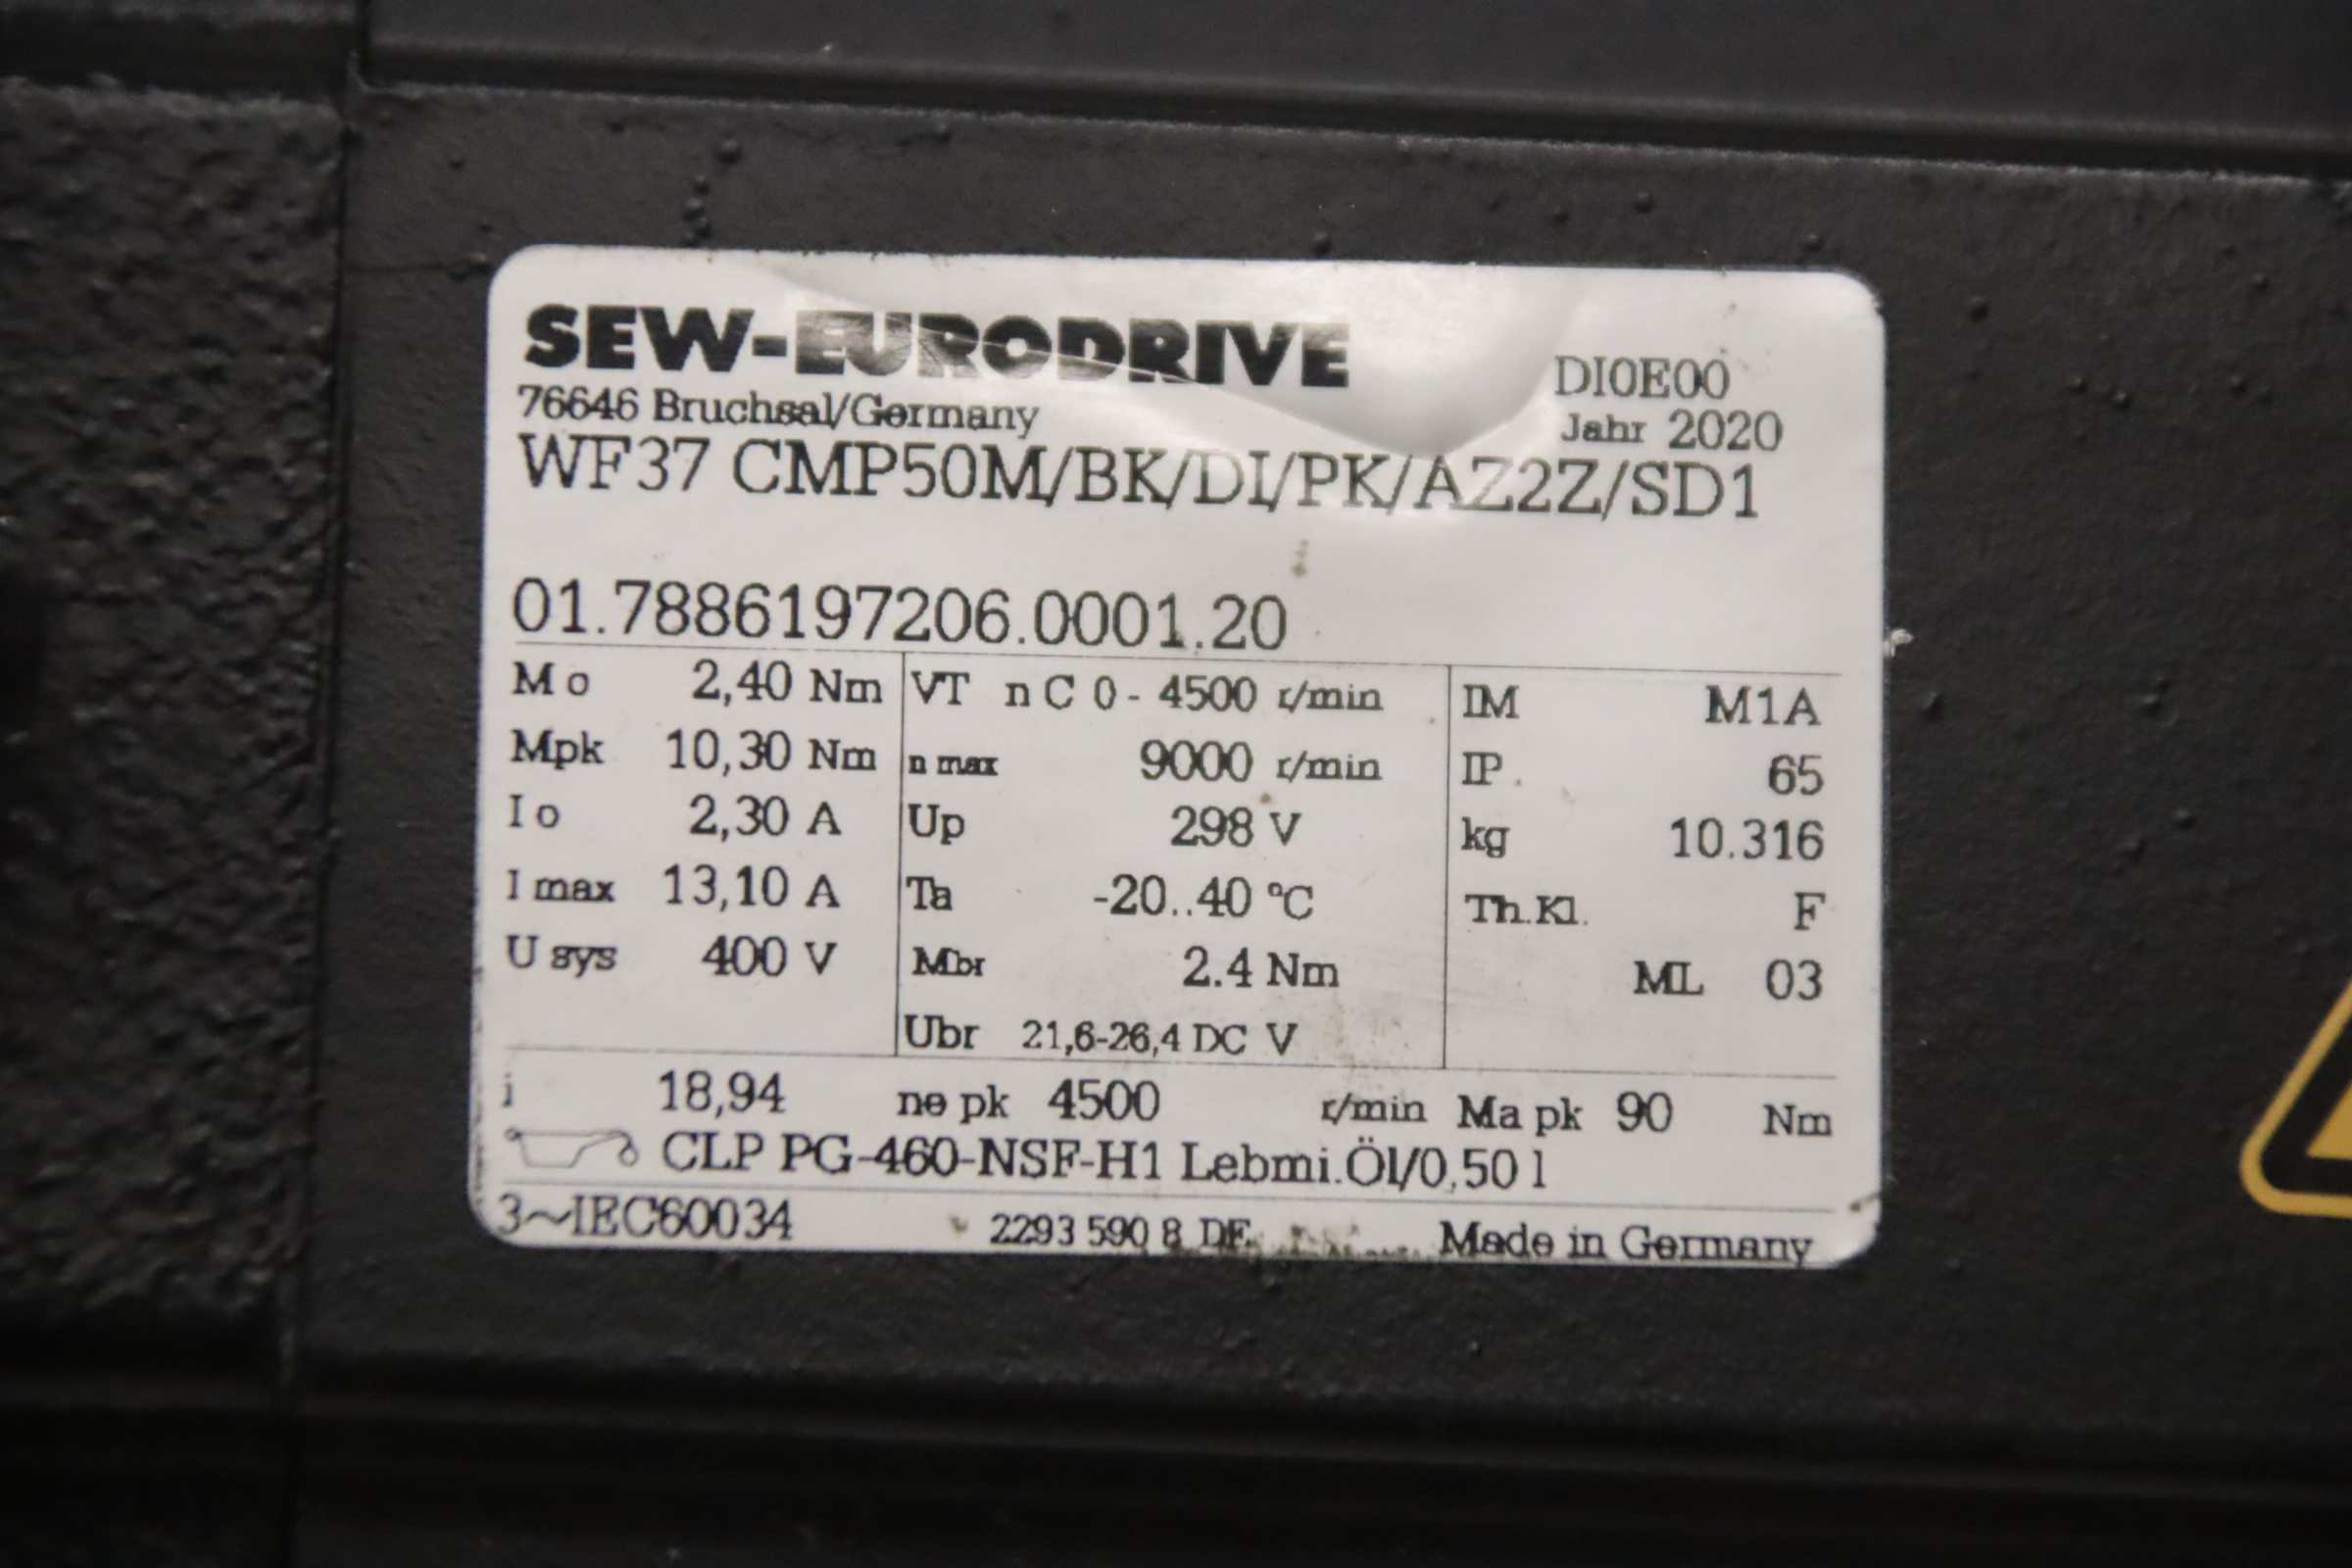 SEW-EURODRIVE
76646 Bruchsal/Germany
DI0E00
Jahr 2020
WF37 CMP50M/BK/DI/PK/AZ2Z/SD1
01.7886197206.0001.20
Mo 2,40 Nm VT n C 0 - 4500 r/min IM M1A
Mpk 10,30 Nm n max 9000 r/min IP 65
Io 2,30 A Up 298 V kg 10.316
I max 13,10 A Ta -20..40 °C Th.Kl. F
U sys 400 V Mbr 2.4 Nm ML 03
Ubr 21,6-26,4 DC V
i 18,94 ne pk 4500 r/min Ma pk 90 Nm
CLP PG-460-NSF-H1 Lebmi.Öl/0,50 l
3~IEC60034 2293 590 8 DE Made in Germany